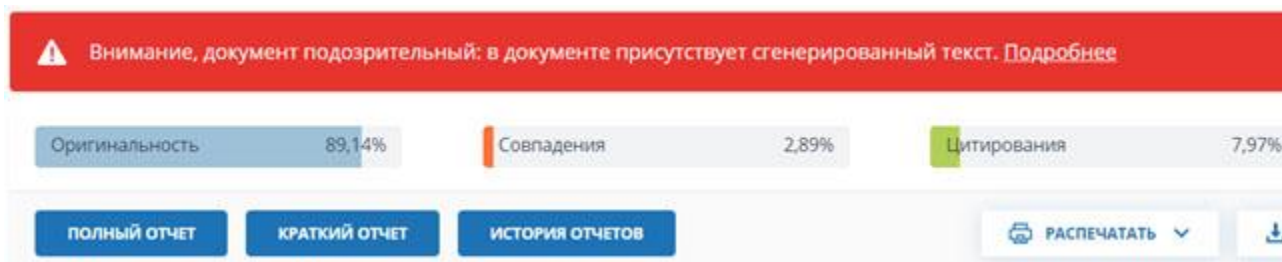 Внимание, документ подозрительный: в документе присутствует сгенерированный текст. Подробнее
Оригинальность 89,14% Совпадения 2,89% Цитирования 7,97%
ПОЛНЫЙ ОТЧЕТ КРАТКИЙ ОТЧЕТ ИСТОРИЯ ОТЧЕТОВ РАСПЕЧАТАТЬ